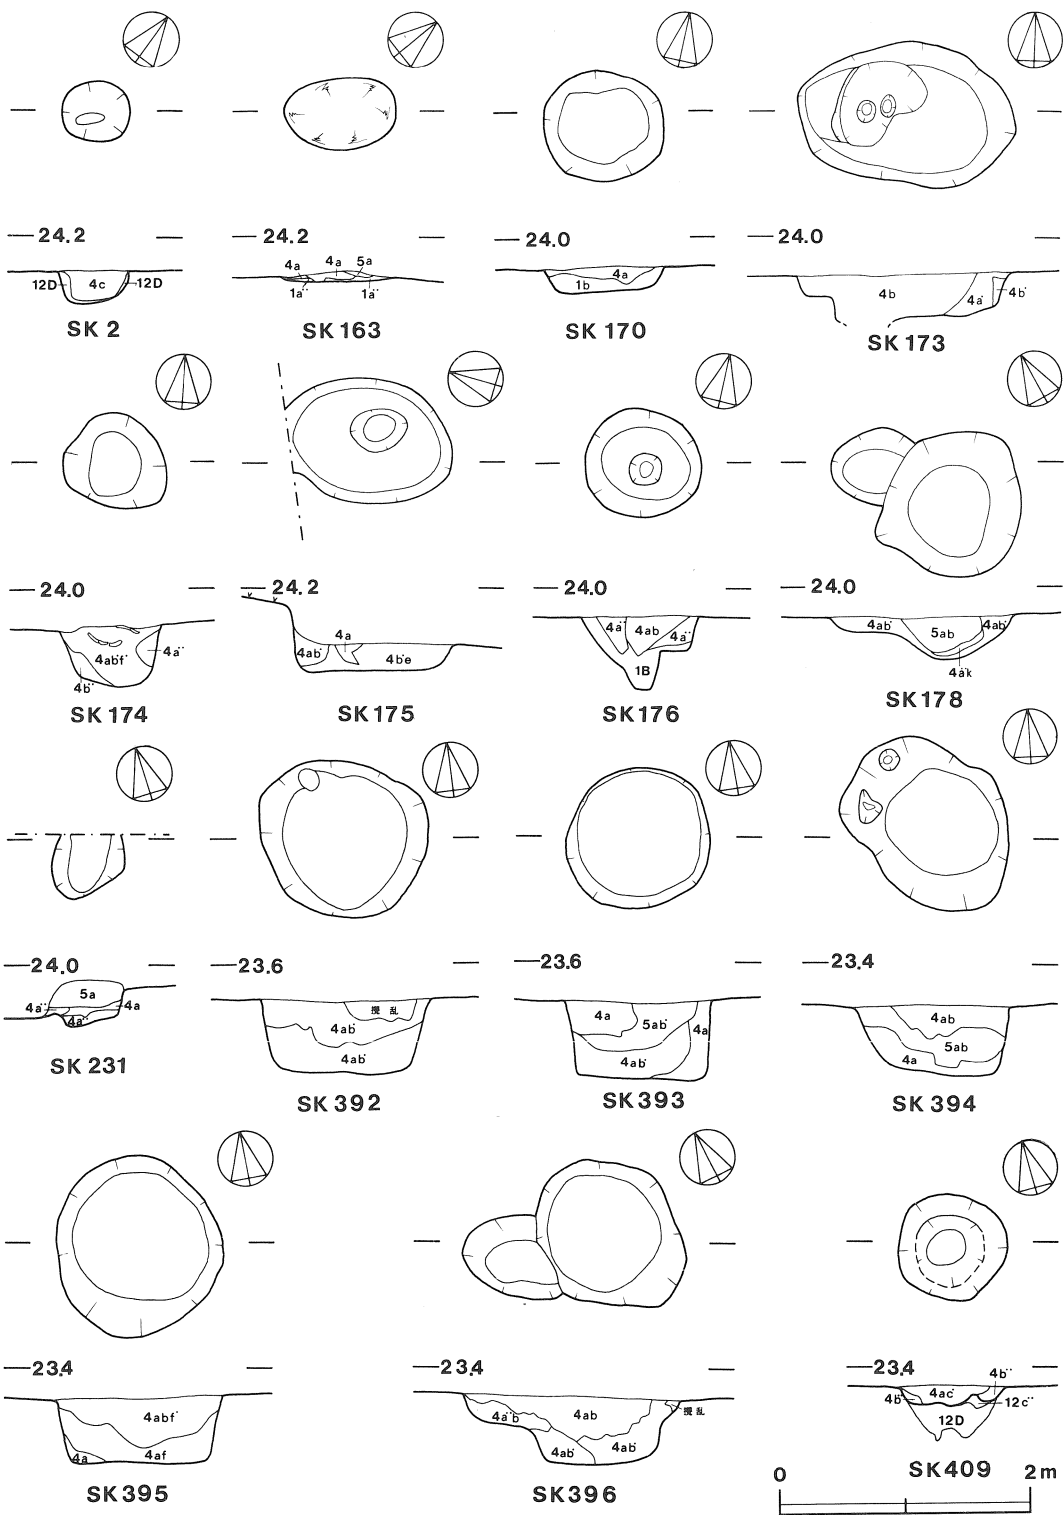 24.2
12D 4c 12D
SK 2
24.2
4a 4a 5a
1a¨ 1a¨
SK 163
24.0
4a
1b
SK 170
24.0
4b 4a˙ 4b˙
SK 173
24.0
4abf˙ 4a¨
4b¨
SK 174
24.2
4a
4ab˙ 4b˙e
SK 175
24.0
4a¨ 4ab 4a¨
1B
SK 176
24.0
4ab˙ 5ab 4ab˙
4a¨k
SK 178
24.0
5a
4a¨ 4a
4a¨
SK 231
23.6
攪乱
4ab˙
4ab˙
SK 392
23.6
4a 5ab˙ 4a
4ab˙
SK 393
23.4
4ab
5ab
4a
SK 394
23.4
4abf˙
4a 4af
SK 395
23.4
攪乱
4a¨b 4ab
4ab˙ 4ab˙
SK 396
23.4
4b¨
4b¨ 4ac˙ 12c¨
12D
SK 409
0 2m